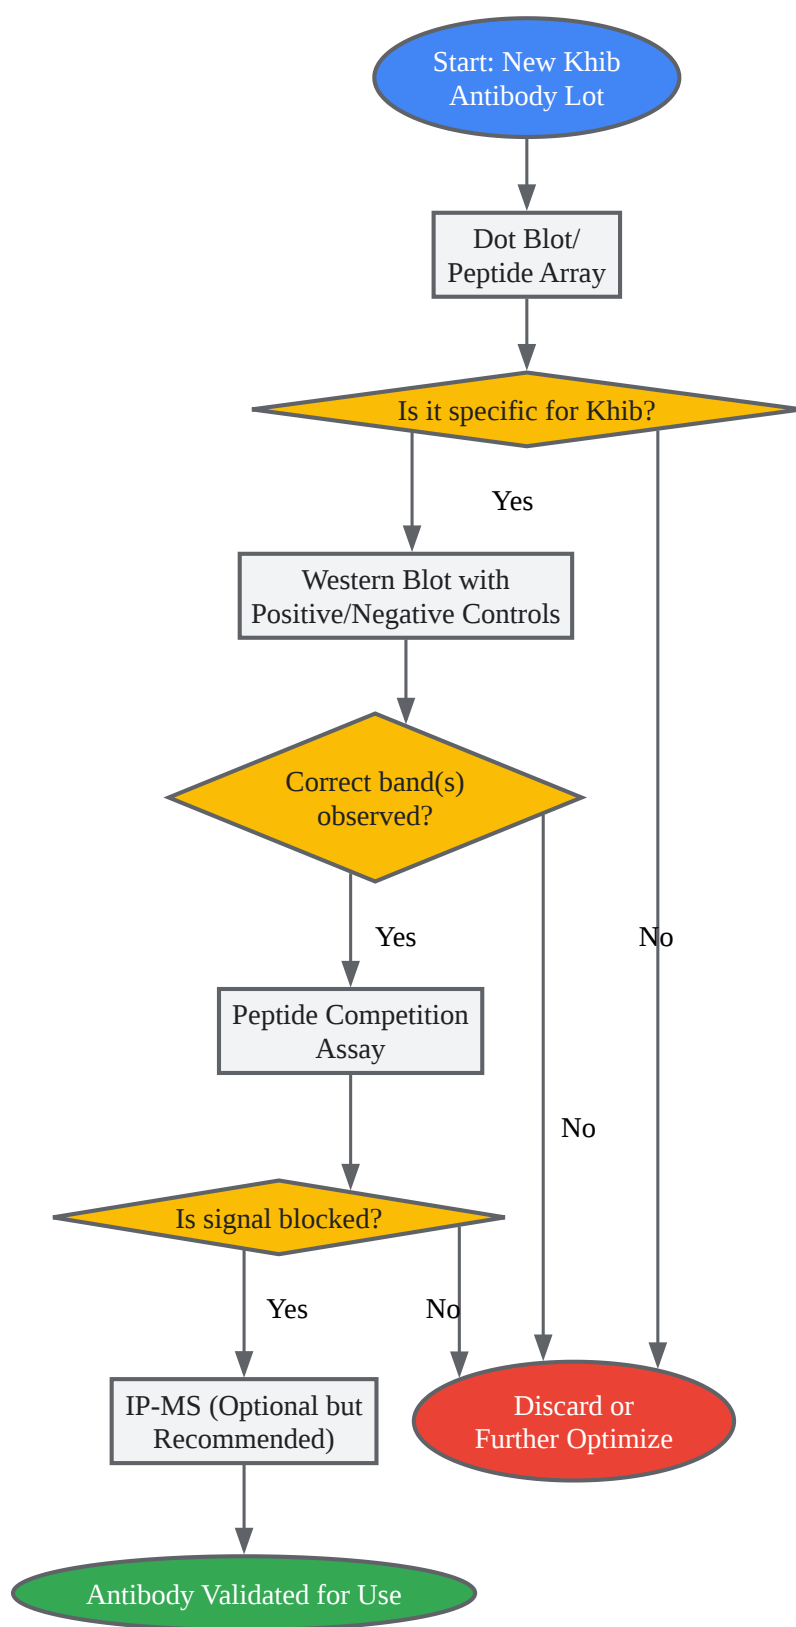 Start: New Khib
Antibody Lot
Dot Blot/
Peptide Array
Is it specific for Khib?
Yes
Western Blot with
Positive/Negative Controls
Correct band(s)
observed?
Yes
No
Peptide Competition
Assay
No
Is signal blocked?
Yes
No
IP-MS (Optional but
Recommended)
Discard or
Further Optimize
Antibody Validated for Use